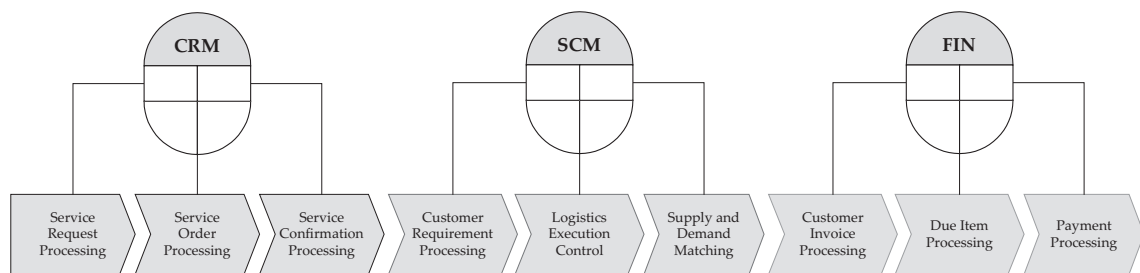 CRM
SCM
FIN
Service
Request
Processing
Service
Order
Processing
Service
Confirmation
Processing
Customer
Requirement
Processing
Logistics
Execution
Control
Supply and
Demand
Matching
Customer
Invoice
Processing
Due Item
Processing
Payment
Processing